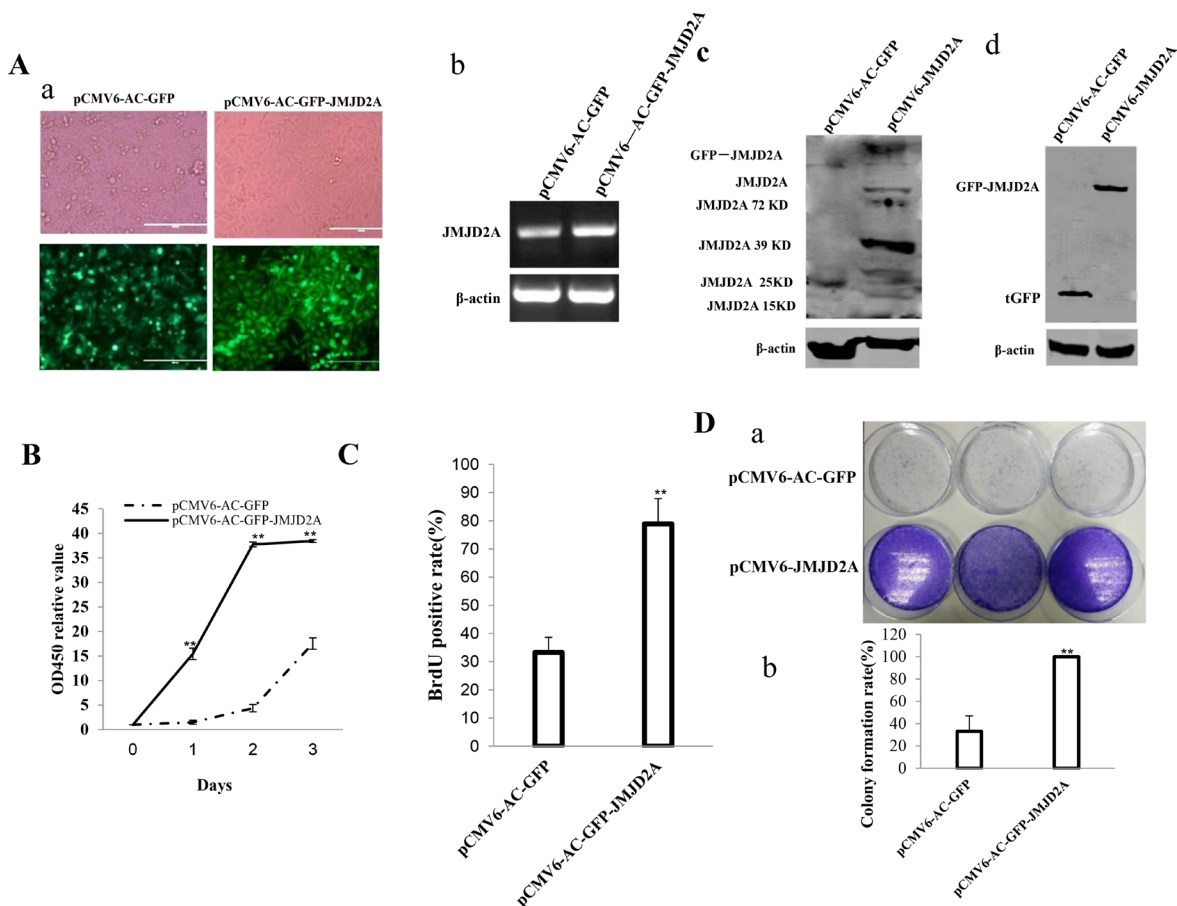 A
a
pCMV6-AC-GFP
pCMV6-AC-GFP-JMJD2A
b
pCMV6-AC-GFP
pCMV6—AC-GFP-JMJD2A
JMJD2A
β-actin
c
pCMV6-AC-GFP
pCMV6-JMJD2A
GFP—JMJD2A
JMJD2A
JMJD2A 72 KD
JMJD2A 39 KD
JMJD2A 25KD
JMJD2A 15KD
β-actin
d
pCMV6-AC-GFP
pCMV6-JMJD2A
GFP-JMJD2A
tGFP
β-actin
B
pCMV6-AC-GFP
pCMV6-AC-GFP-JMJD2A
OD450 relative value
45
40
35
30
25
20
15
10
5
0
**
**
**
0 1 2 3
Days
C
BrdU positive rate(%)
100
90
80
70
60
50
40
30
20
10
0
**
pCMV6-AC-GFP
pCMV6-AC-GFP-JMJD2A
D
a
pCMV6-AC-GFP
pCMV6-JMJD2A
b
Colony formation rate(%)
120
100
80
60
40
20
0
**
pCMV6-AC-GFP
pCMV6-AC-GFP-JMJD2A